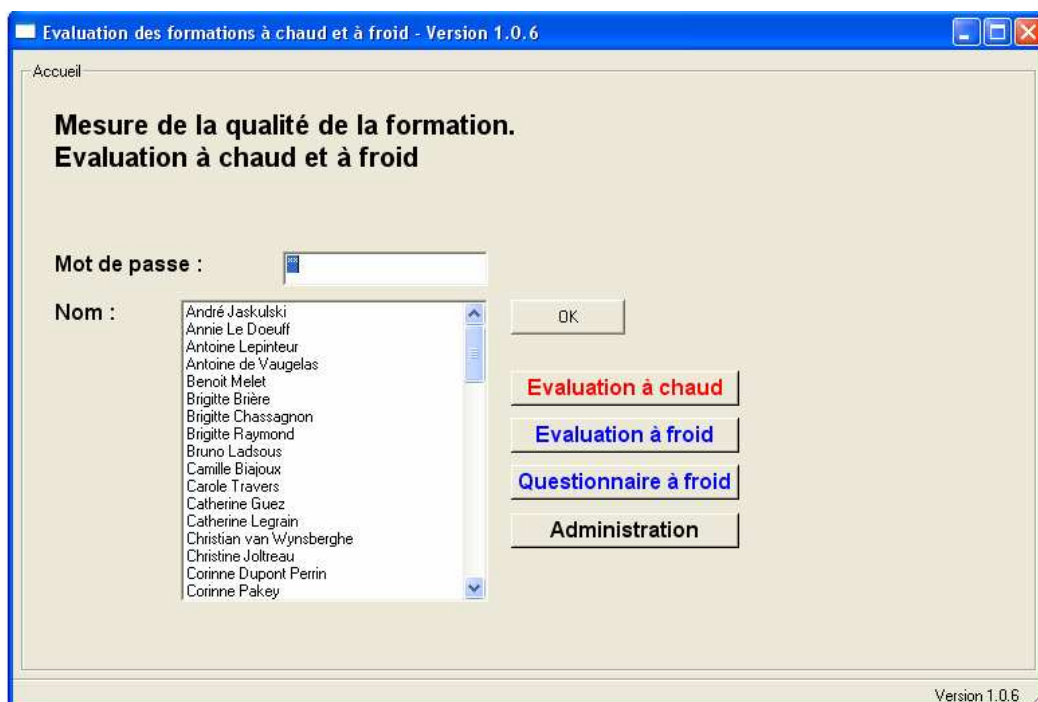 Evaluation des formations à chaud et à froid - Version 1.0.6
Accueil
Mesure de la qualité de la formation.
Evaluation à chaud et à froid
Mot de passe : **
Nom :
André Jaskulski
Annie Le Doeuff
Antoine Lepinteur
Antoine de Vaugelas
Benoit Melet
Brigitte Brière
Brigitte Chassagnon
Brigitte Raymond
Bruno Ladsous
Camille Biajoux
Carole Travers
Catherine Guez
Catherine Legrain
Christian van Wynsberghe
Christine Joltreau
Corinne Dupont Perrin
Corinne Pakey
OK
Evaluation à chaud
Evaluation à froid
Questionnaire à froid
Administration
Version 1.0.6